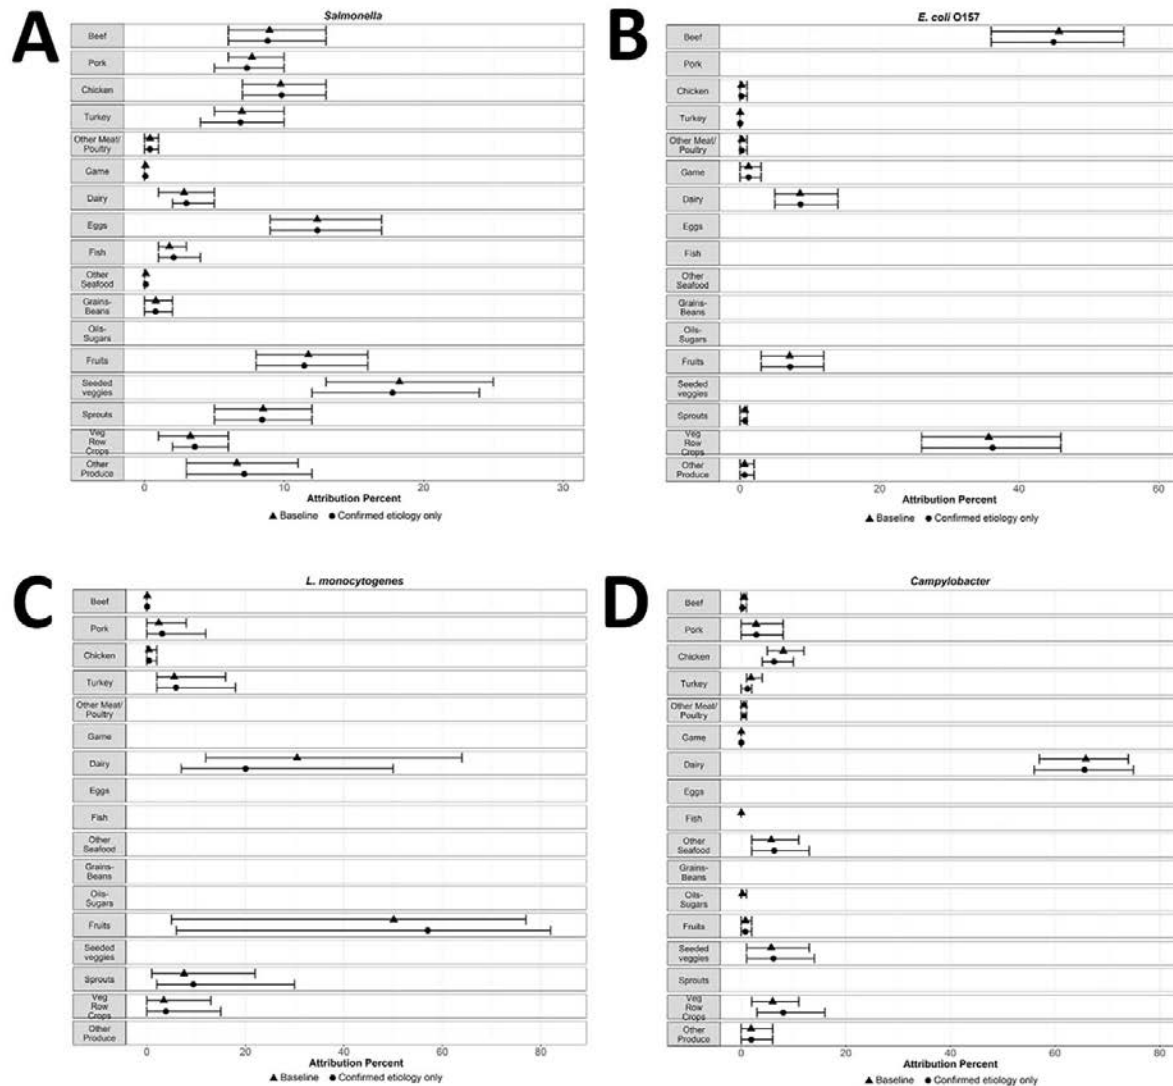 A
Salmonella
Beef
Pork
Chicken
Turkey
Other Meat/
Poultry
Game
Dairy
Eggs
Fish
Other
Seafood
Grains-
Beans
Oils-
Sugars
Fruits
Seeded
veggies
Sprouts
Veg
Row
Crops
Other
Produce
0 10 20 30
Attribution Percent
▲ Baseline ● Confirmed etiology only
B
E. coli O157
Beef
Pork
Chicken
Turkey
Other Meat/
Poultry
Game
Dairy
Eggs
Fish
Other
Seafood
Grains-
Beans
Oils-
Sugars
Fruits
Seeded
veggies
Sprouts
Veg
Row
Crops
Other
Produce
0 20 40 60
Attribution Percent
▲ Baseline ● Confirmed etiology only
C
L. monocytogenes
Beef
Pork
Chicken
Turkey
Other Meat/
Poultry
Game
Dairy
Eggs
Fish
Other
Seafood
Grains-
Beans
Oils-
Sugars
Fruits
Seeded
veggies
Sprouts
Veg
Row
Crops
Other
Produce
0 20 40 60 80
Attribution Percent
▲ Baseline ● Confirmed etiology only
D
Campylobacter
Beef
Pork
Chicken
Turkey
Other Meat/
Poultry
Game
Dairy
Eggs
Fish
Other
Seafood
Grains-
Beans
Oils-
Sugars
Fruits
Seeded
veggies
Sprouts
Veg
Row
Crops
Other
Produce
0 20 40 60 80
Attribution Percent
▲ Baseline ● Confirmed etiology only